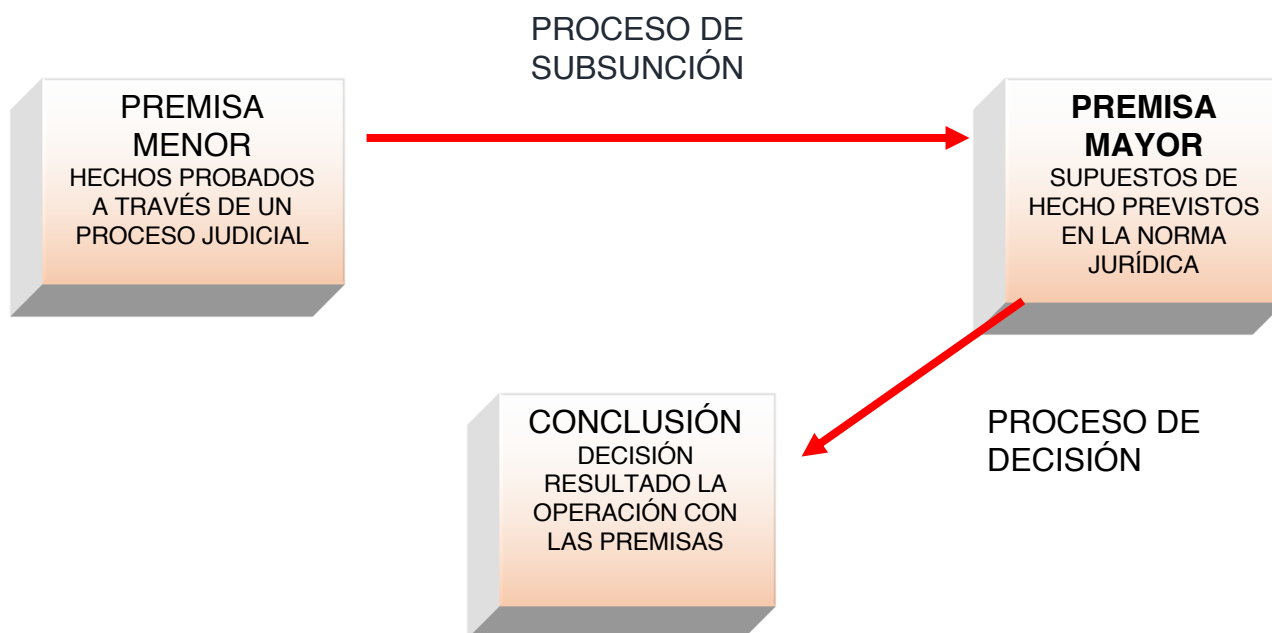 PROCESO DE
SUBSUNCIÓN
PREMISA
MENOR
HECHOS PROBADOS
A TRAVÉS DE UN
PROCESO JUDICIAL
PREMISA
MAYOR
SUPUESTOS DE
HECHO PREVISTOS
EN LA NORMA
JURÍDICA
CONCLUSIÓN
DECISIÓN
RESULTADO LA
OPERACIÓN CON
LAS PREMISAS
PROCESO DE
DECISIÓN